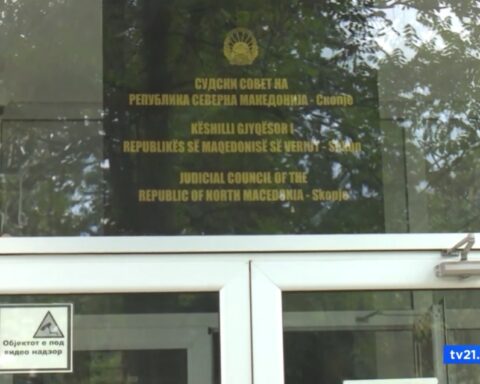 СУДСКИ СОВЕТ НА
РЕПУБЛИКА СЕВЕРНА МАКЕДОНИЈА - Скопје
KËSHILLI GJYQËSOR I
REPUBLIKËS SË MAQEDONISË SË VERIUT - Shkup
JUDICIAL COUNCIL OF THE
REPUBLIC OF NORTH MACEDONIA - Skopje
Објектот е под
видео надзор
tv21.